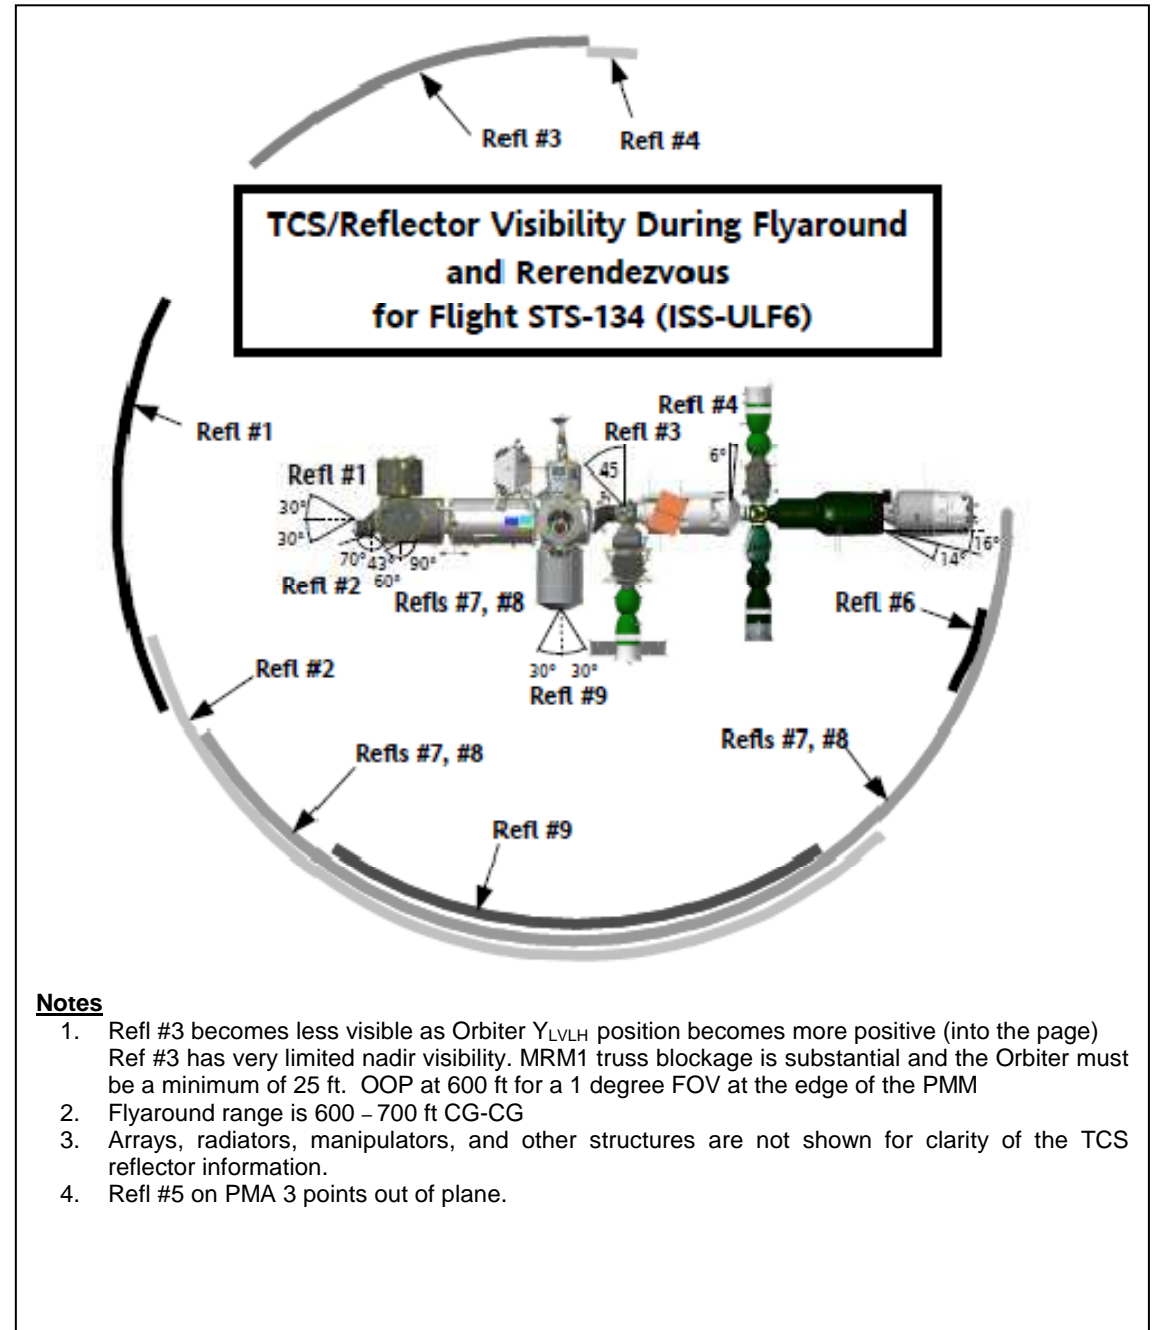 Refl #3
Refl #4
TCS/Reflector Visibility During Flyaround
and Rerendezvous
for Flight STS-134 (ISS-ULF6)
Refl #1
Refl #4
Refl #3
45
6°
Refl #1
30°
30°
70° 43° 90°
60°
Refl #2
Refls #7, #8
14°
16°
Refl #6
30° 30°
Refl #9
Refl #2
Refls #7, #8
Refls #7, #8
Refl #9
Notes
1. Refl #3 becomes less visible as Orbiter YLVLH position becomes more positive (into the page)
Ref #3 has very limited nadir visibility. MRM1 truss blockage is substantial and the Orbiter must
be a minimum of 25 ft. OOP at 600 ft for a 1 degree FOV at the edge of the PMM
2. Flyaround range is 600 – 700 ft CG-CG
3. Arrays, radiators, manipulators, and other structures are not shown for clarity of the TCS
reflector information.
4. Refl #5 on PMA 3 points out of plane.